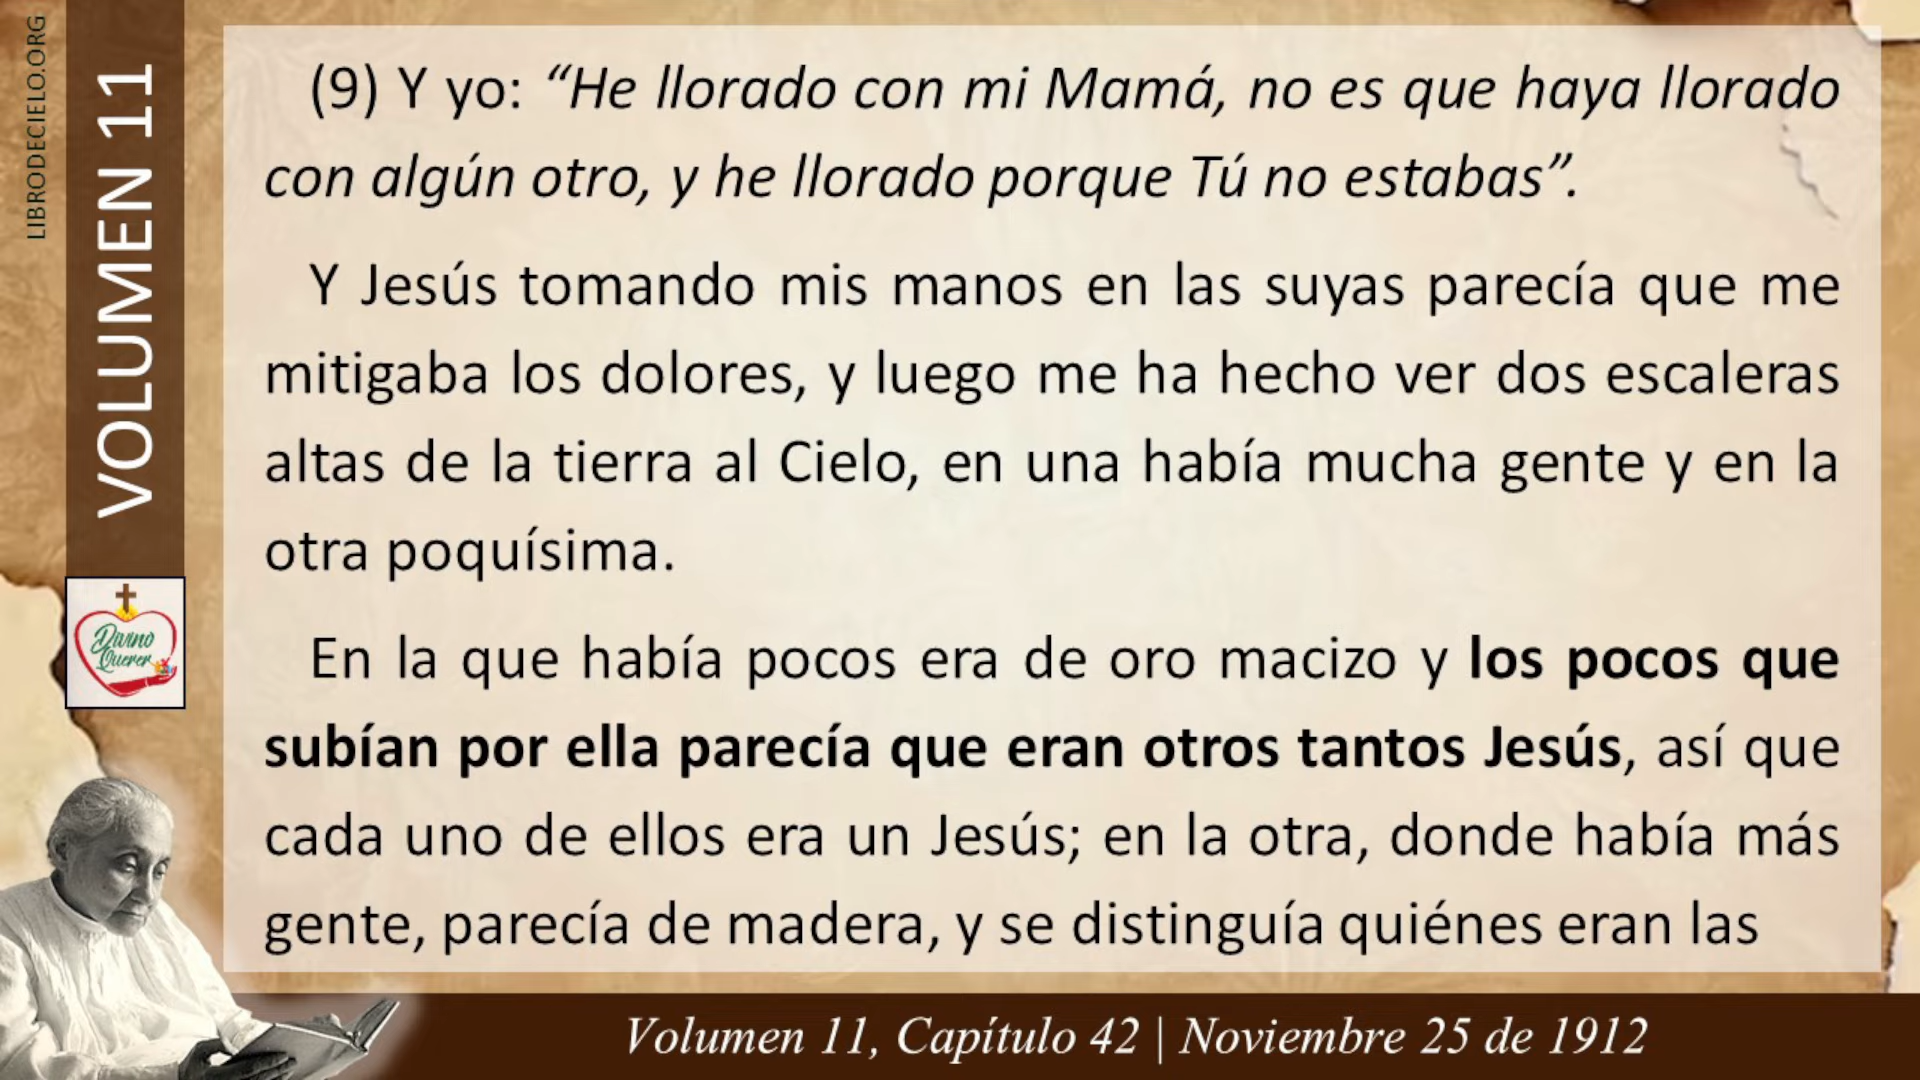 LIBRODECIELO.ORG
VOLUMEN 11
Divino
Querer
(9) Y yo: “He llorado con mi Mamá, no es que haya llorado
con algún otro, y he llorado porque Tú no estabas”.
Y Jesús tomando mis manos en las suyas parecía que me
mitigaba los dolores, y luego me ha hecho ver dos escaleras
altas de la tierra al Cielo, en una había mucha gente y en la
otra poquísima.
En la que había pocos era de oro macizo y los pocos que
subían por ella parecía que eran otros tantos Jesús, así que
cada uno de ellos era un Jesús; en la otra, donde había más
gente, parecía de madera, y se distinguía quiénes eran las
Volumen 11, Capítulo 42 | Noviembre 25 de 1912